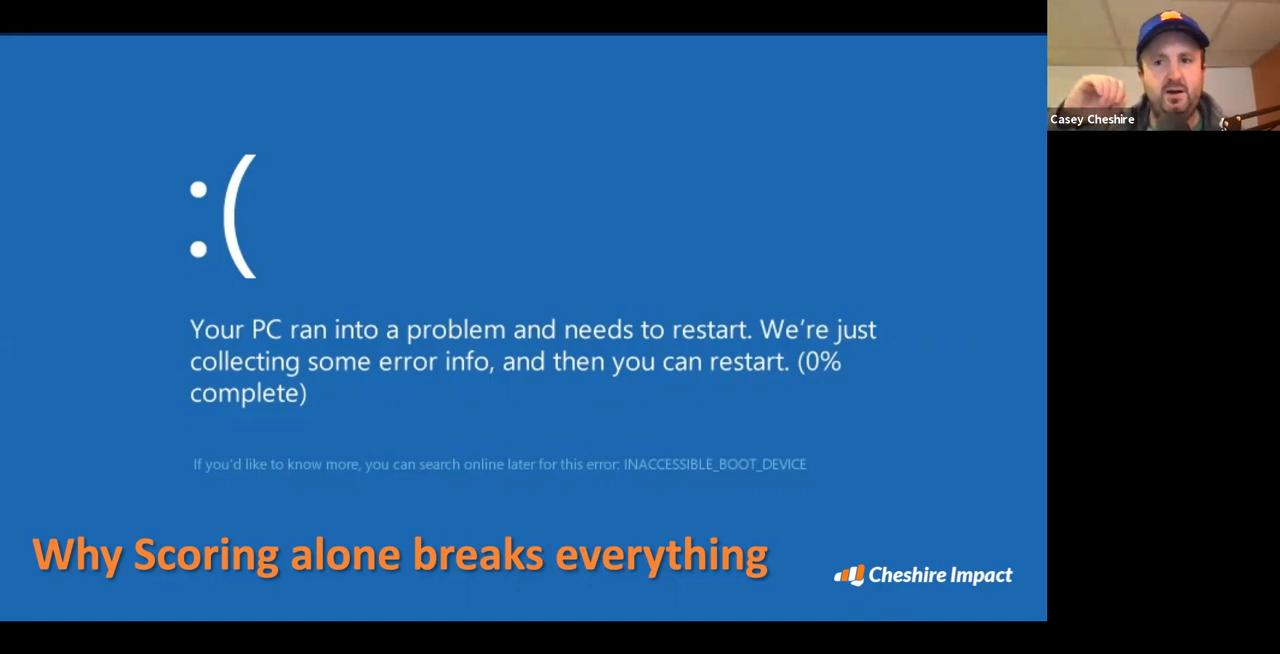 :(
Your PC ran into a problem and needs to restart. We're just
collecting some error info, and then you can restart. (0%
complete)
If you'd like to know more, you can search online later for this error: INACCESSIBLE_BOOT_DEVICE
Why Scoring alone breaks everything
Cheshire Impact
Casey Cheshire